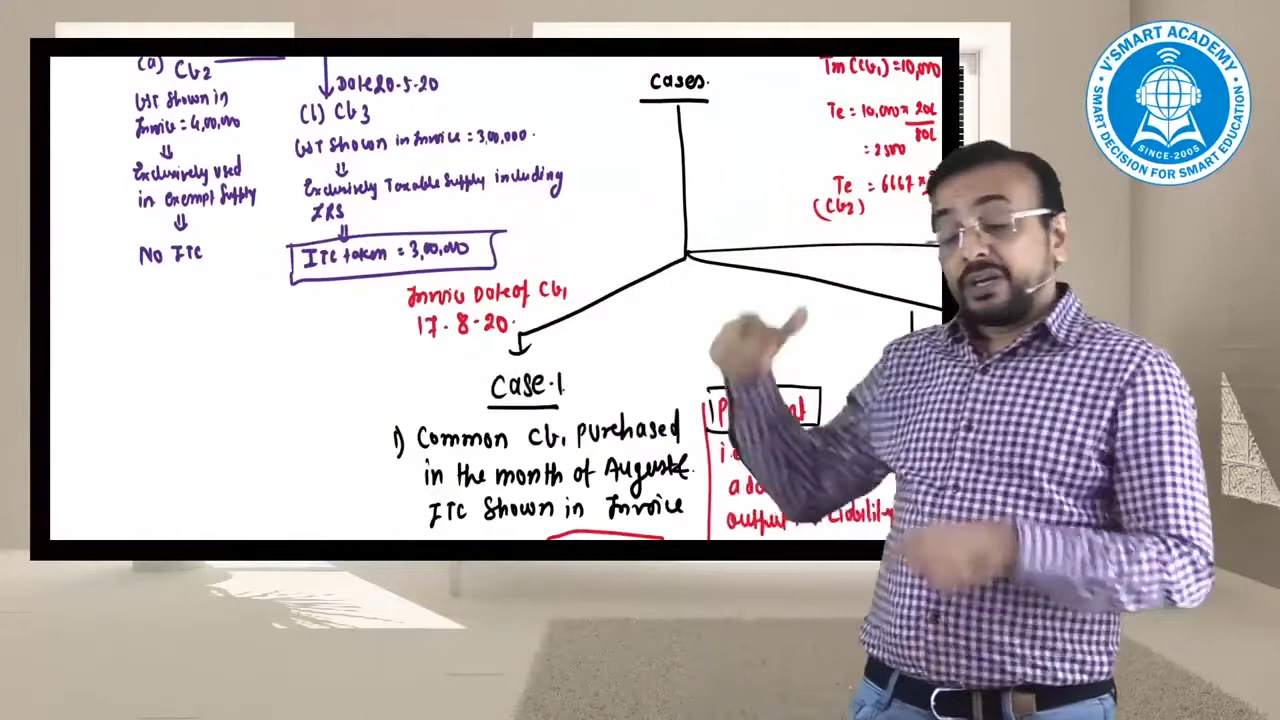 (a) CG2
GST Shown in
Invoice = 4,00,000
⇓
Exclusively used
in exempt Supply
⇓
No ITC
Date 20-5-20
CG3
GST Shown in Invoice = 3,00,000.
⇓
Exclusively Taxable Supply including
ZRS
⇓
ITC taken = 3,00,000
Invoice Date of CG1
17-8-20.
Cases.
Case.1
1) Common CG1 purchased
in the month of August
ITC Shown in Invoice
Tm (CG1) = 10,000
Te = 10,000 ×
= 2500
Te = 6667 ×
(CG2)
output
V'SMART ACADEMY
SINCE-2005
SMART DECISION FOR SMART EDUCATION